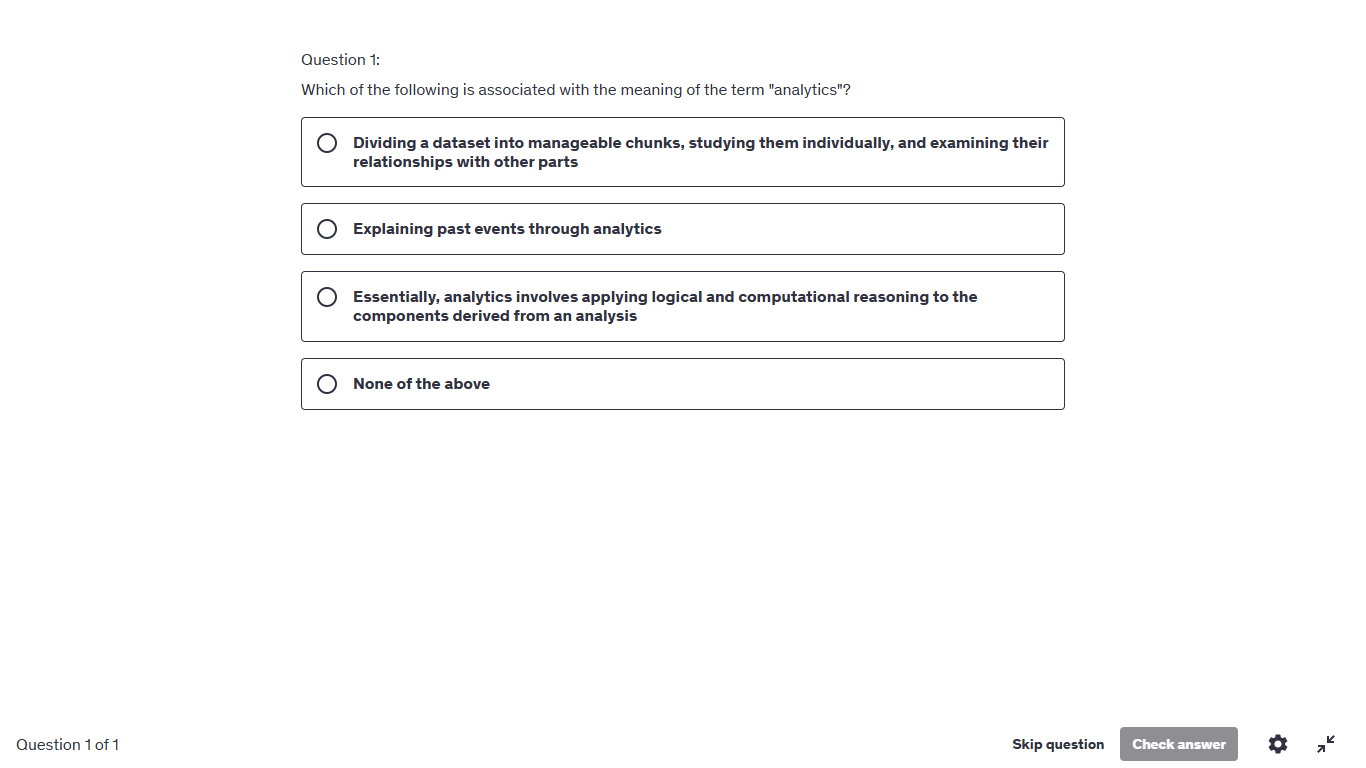 Question 1:
Which of the following is associated with the meaning of the term "analytics"?
Dividing a dataset into manageable chunks, studying them individually, and examining their
relationships with other parts
Explaining past events through analytics
Essentially, analytics involves applying logical and computational reasoning to the
components derived from an analysis
None of the above
Question 1 of 1
Skip question
Check answer